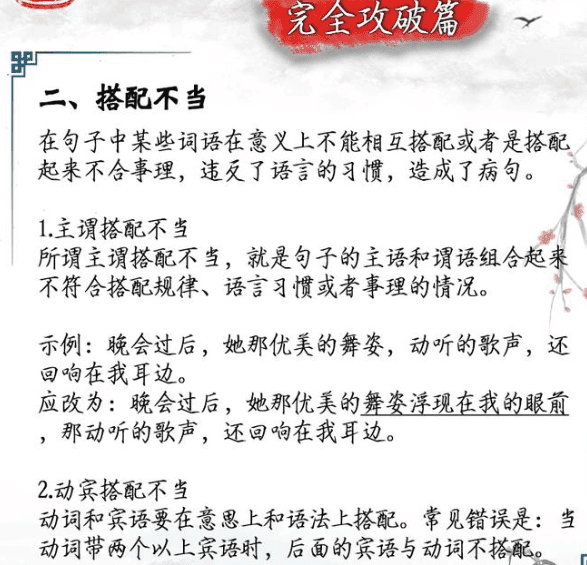 完全攻破篇
二、搭配不当
在句子中某些词语在意义上不能相互搭配或者是搭配
起来不合事理，违反了语言的习惯，造成了病句。
1.主谓搭配不当
所谓主谓搭配不当，就是句子的主语和谓语组合起来
不符合搭配规律、语言习惯或者事理的情况。
示例：晚会过后，她那优美的舞姿，动听的歌声，还
回响在我耳边。
应改为：晚会过后，她那优美的舞姿浮现在我的眼前
，那动听的歌声，还回响在我耳边。
2.动宾搭配不当
动词和宾语要在意思上和语法上搭配。常见错误是：当
动词带两个以上宾语时，后面的宾语与动词不搭配。